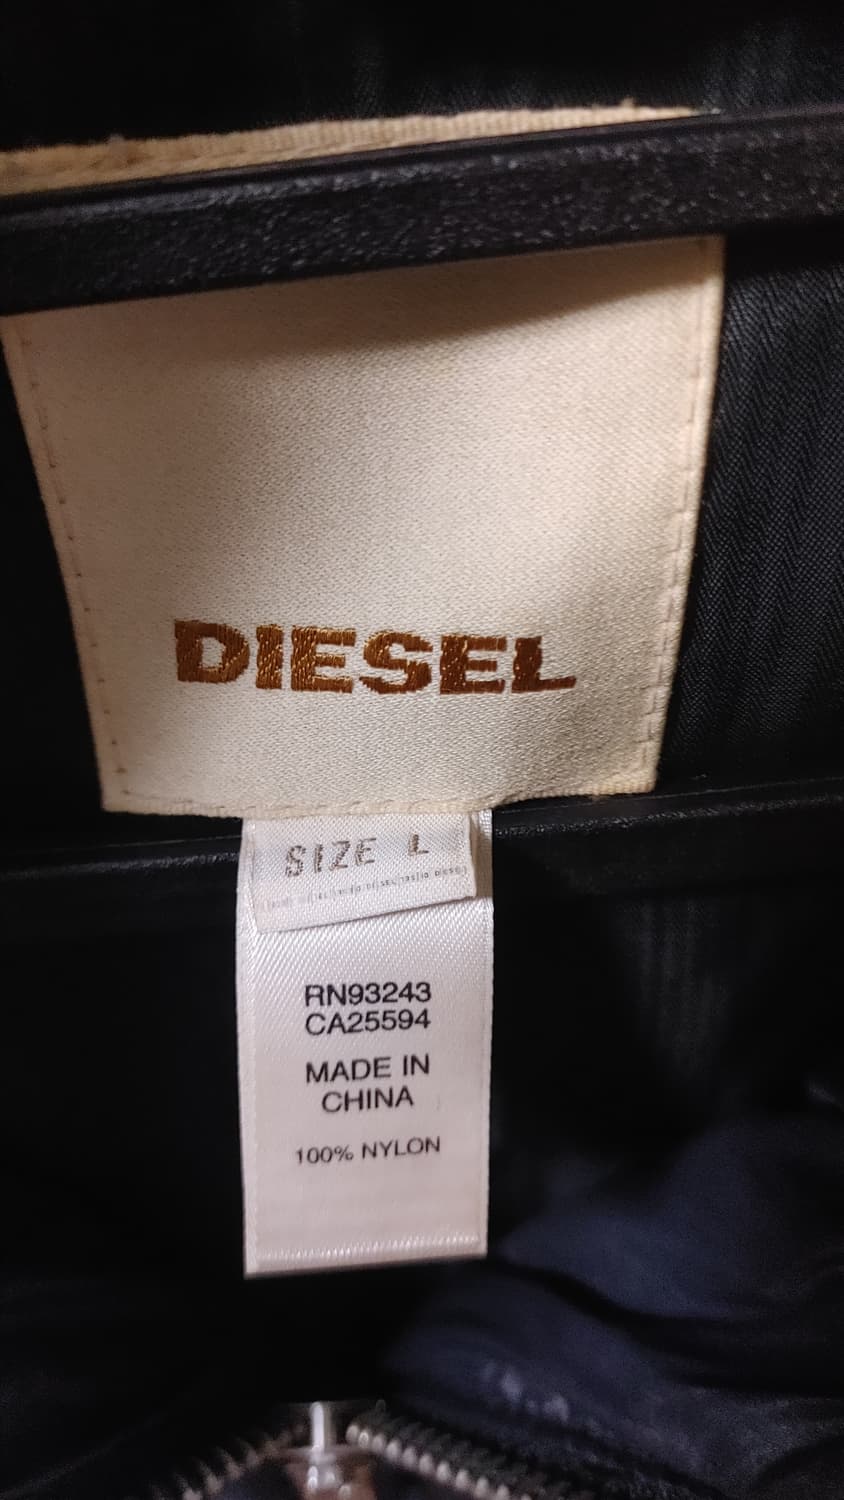 DIESEL
SIZE L
RN93243
CA25594
MADE IN
CHINA
100% NYLON